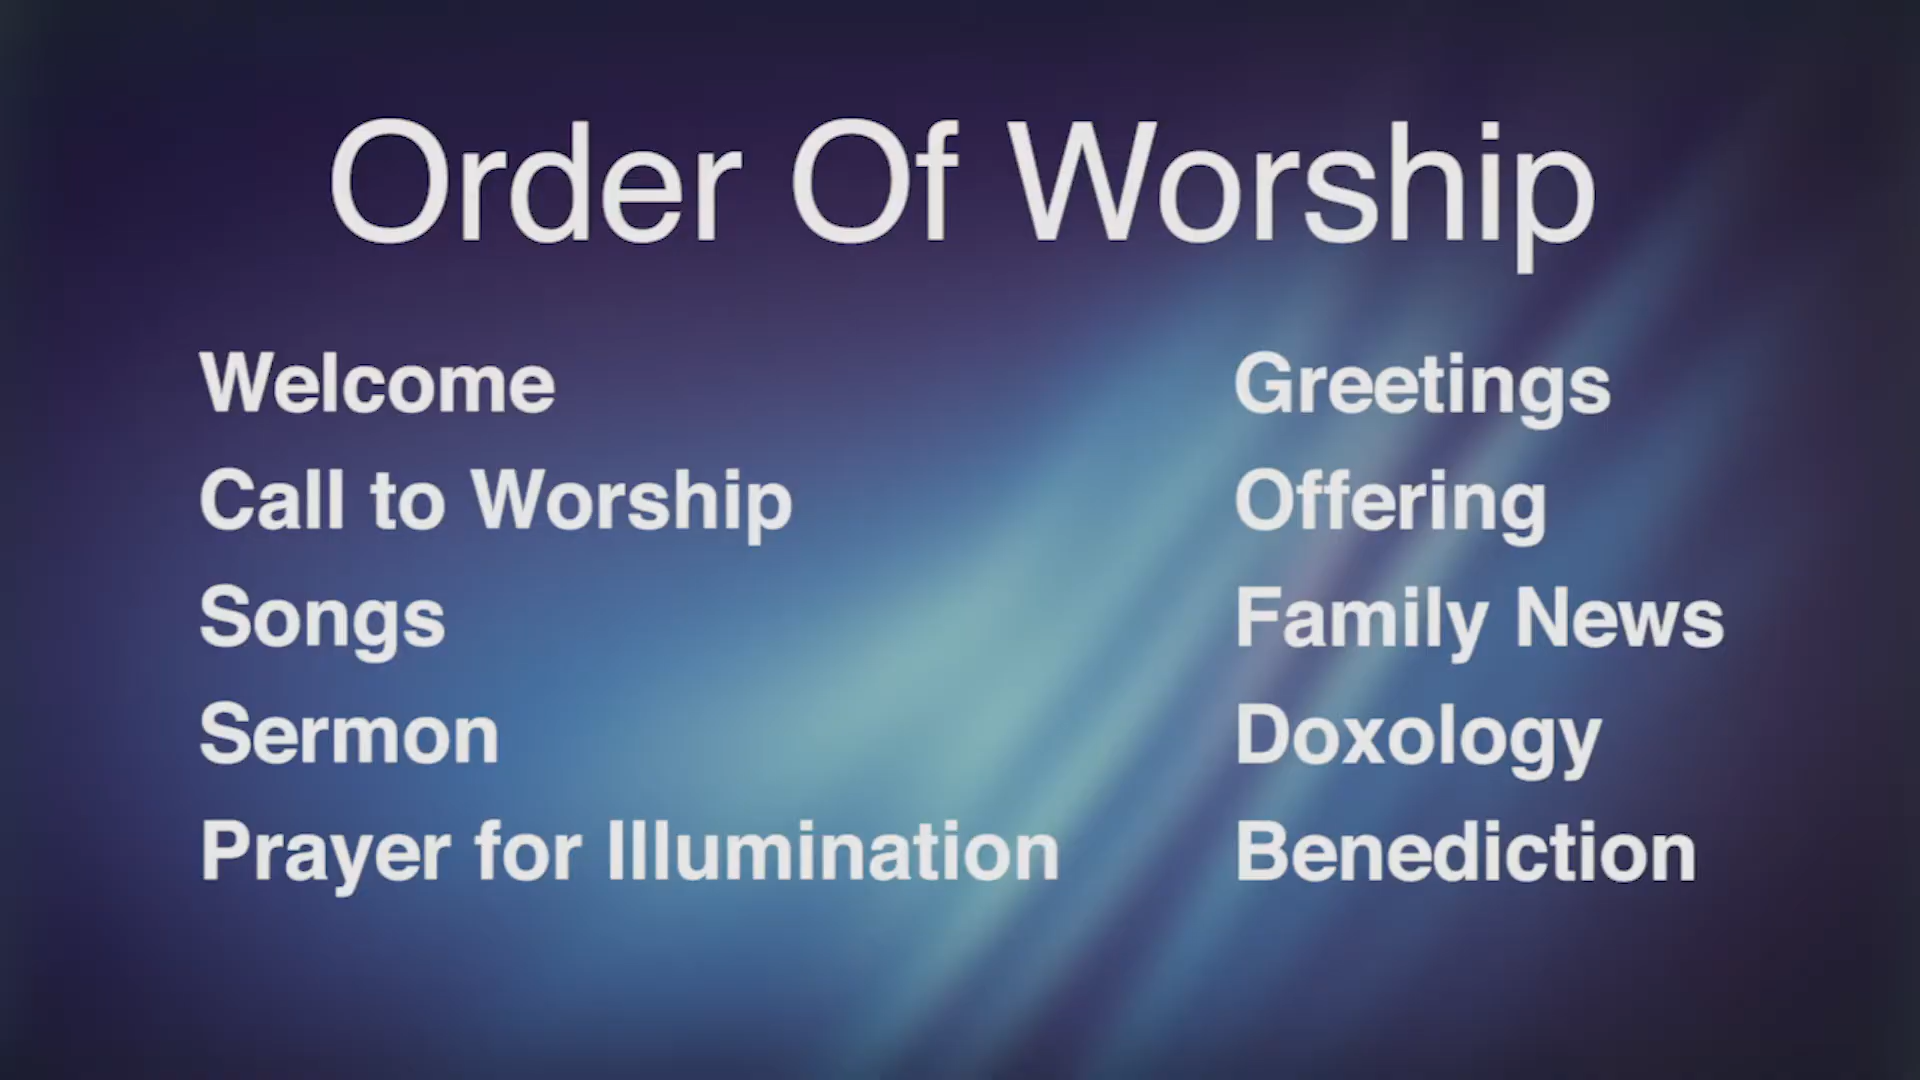 Order Of Worship
Welcome
Call to Worship
Songs
Sermon
Prayer for Illumination
Greetings
Offering
Family News
Doxology
Benediction